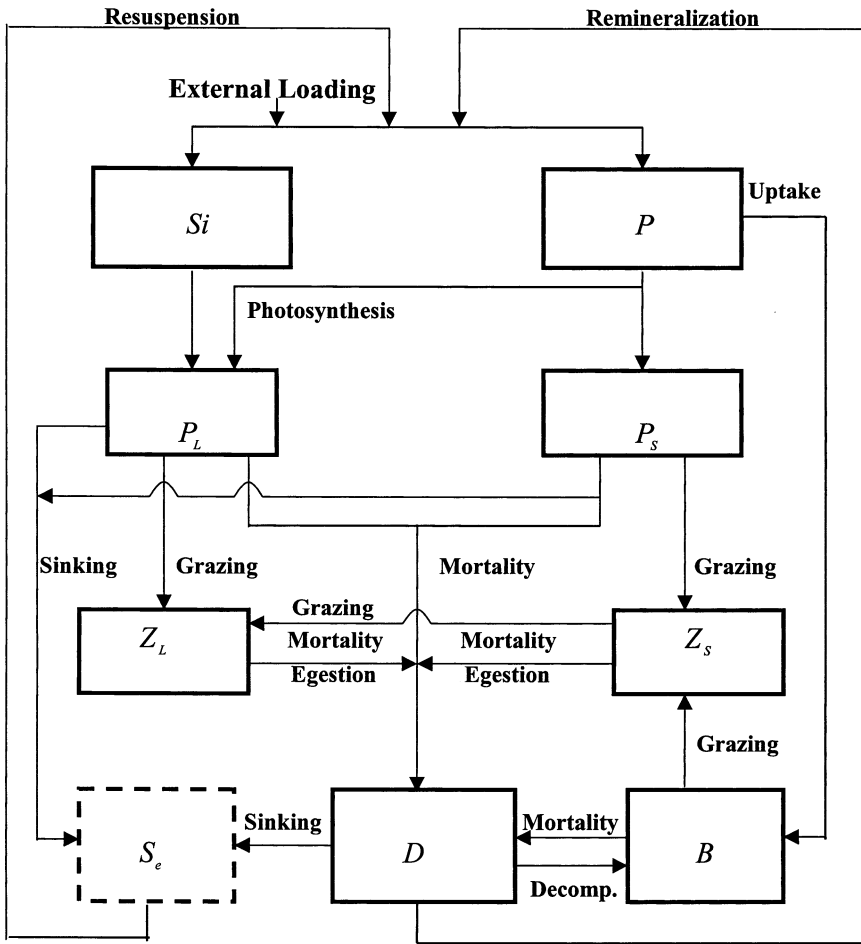 Resuspension
Remineralization
External Loading
Si
P
Uptake
Photosynthesis
P_L
P_S
Sinking
Grazing
Mortality
Grazing
Grazing
Z_L
Mortality
Mortality
Z_S
Egestion
Egestion
Grazing
Sinking
Mortality
S_e
D
B
Decomp.